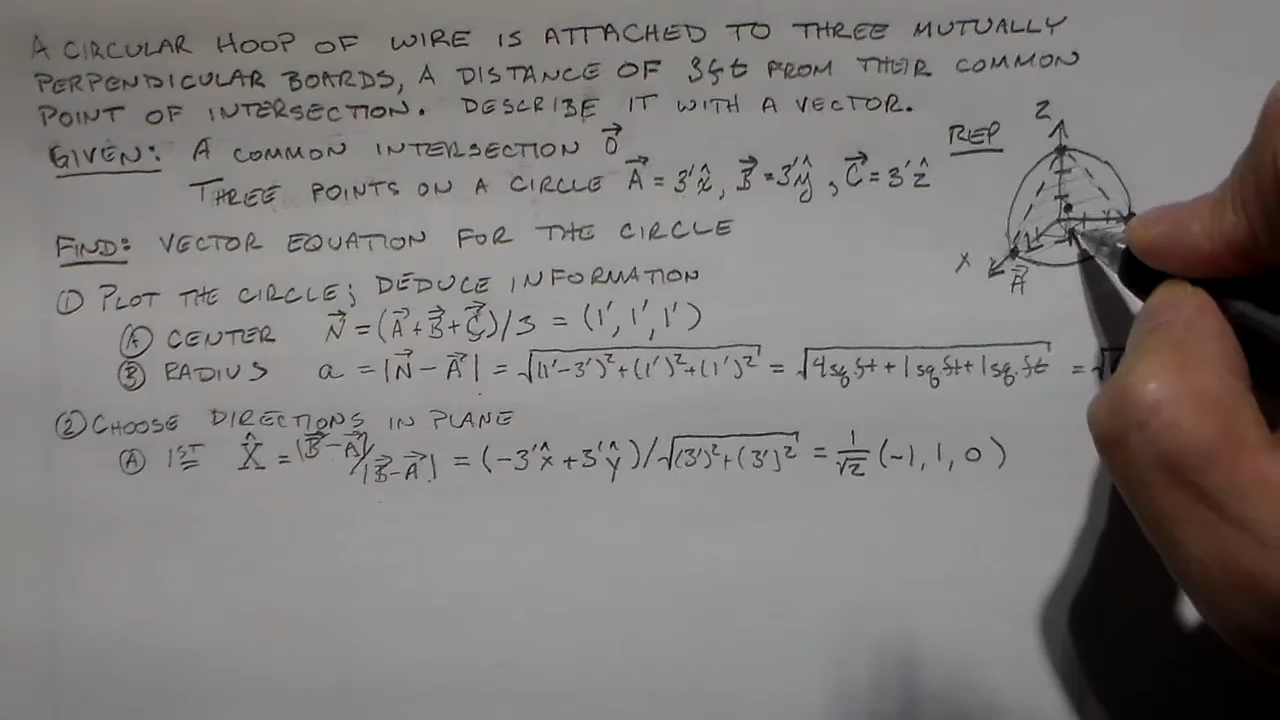 A CIRCULAR HOOP OF WIRE IS ATTACHED TO THREE MUTUALLY
PERPENDICULAR BOARDS, A DISTANCE OF 3ft FROM THEIR COMMON
POINT OF INTERSECTION. DESCRIBE IT WITH A VECTOR.
GIVEN: A COMMON INTERSECTION O⃗
THREE POINTS ON A CIRCLE A⃗ = 3'x̂, B⃗ = 3'ŷ, C⃗ = 3'ẑ
REP
Z
X
A⃗
FIND: VECTOR EQUATION FOR THE CIRCLE
① PLOT THE CIRCLE; DEDUCE INFORMATION
Ⓐ CENTER N⃗ = (A⃗+B⃗+C⃗)/3 = (1', 1', 1')
Ⓑ RADIUS a = |N⃗ - A⃗| = √((1'-3')²+(1')²+(1')²) = √(4sq.ft + 1sq.ft + 1sq.ft) = √
② CHOOSE DIRECTIONS IN PLANE
Ⓐ 1ST X̂ = |B⃗-A⃗|/|B⃗-A⃗| = (-3'x̂ + 3'ŷ)/√((3')²+(3')²) = 1/√2 (-1, 1, 0)